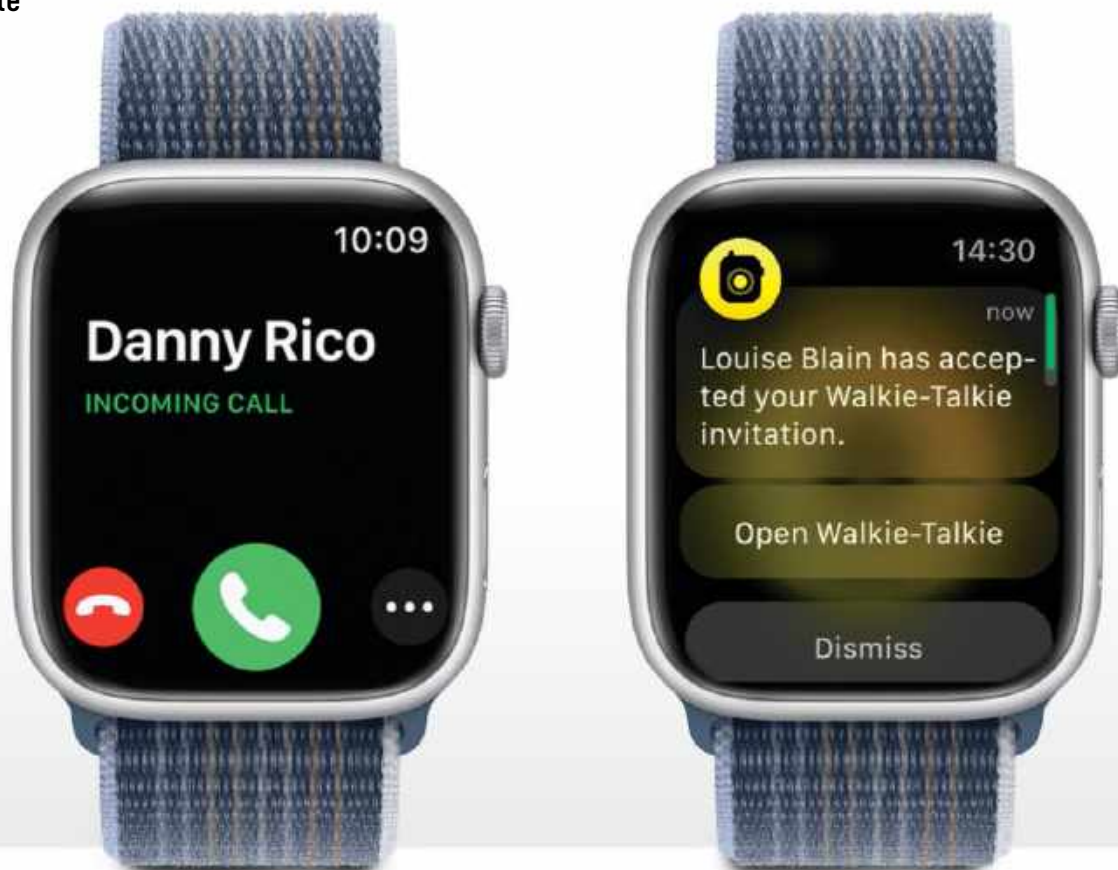 10:09
Danny Rico
INCOMING CALL
14:30
now
Louise Blain has accep-
ted your Walkie-Talkie
invitation.
Open Walkie-Talkie
Dismiss